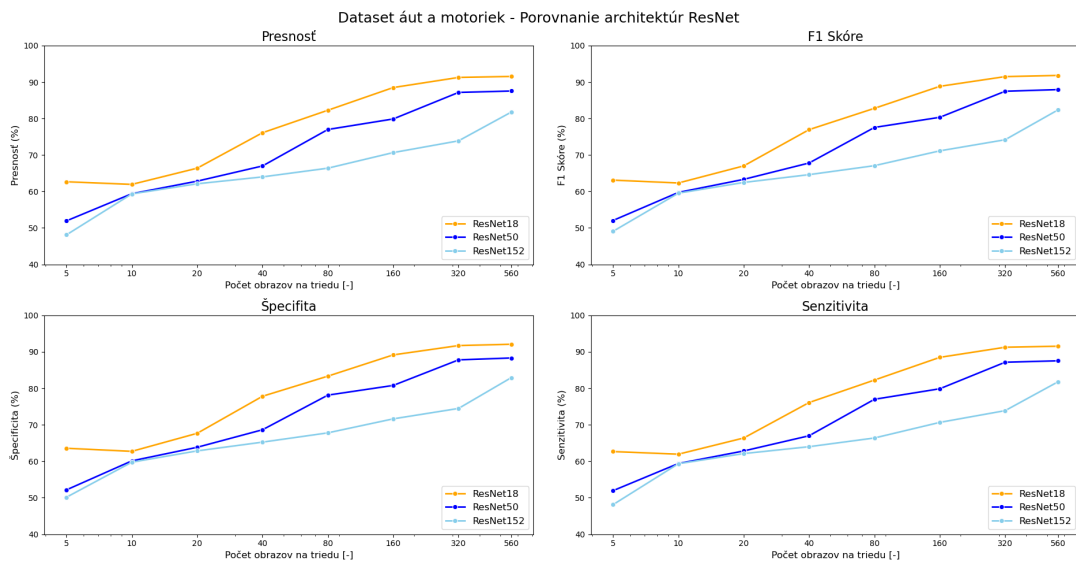 Dataset áut a motoriek - Porovnanie architektúr ResNet
Presnosť
100
90
80
70
60
50
40
Presnosť (%)
5 10 20 40 80 160 320 560
Počet obrazov na triedu [-]
ResNet18
ResNet50
ResNet152
F1 Skóre
100
90
80
70
60
50
40
F1 Skóre (%)
5 10 20 40 80 160 320 560
Počet obrazov na triedu [-]
ResNet18
ResNet50
ResNet152
Špecifita
100
90
80
70
60
50
40
Špecificita (%)
5 10 20 40 80 160 320 560
Počet obrazov na triedu [-]
ResNet18
ResNet50
ResNet152
Senzitivita
100
90
80
70
60
50
40
Senzitivita (%)
5 10 20 40 80 160 320 560
Počet obrazov na triedu [-]
ResNet18
ResNet50
ResNet152